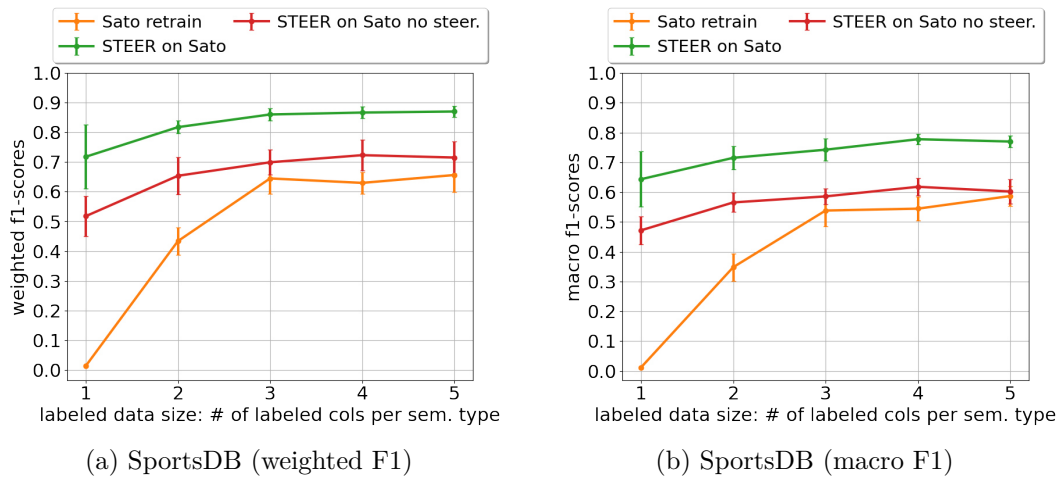 Sato retrain
STEER on Sato no steer.
STEER on Sato
weighted f1-scores
1.0
0.9
0.8
0.7
0.6
0.5
0.4
0.3
0.2
0.1
0.0
1 2 3 4 5
labeled data size: # of labeled cols per sem. type
(a) SportsDB (weighted F1)
Sato retrain
STEER on Sato no steer.
STEER on Sato
macro f1-scores
1.0
0.9
0.8
0.7
0.6
0.5
0.4
0.3
0.2
0.1
0.0
1 2 3 4 5
labeled data size: # of labeled cols per sem. type
(b) SportsDB (macro F1)